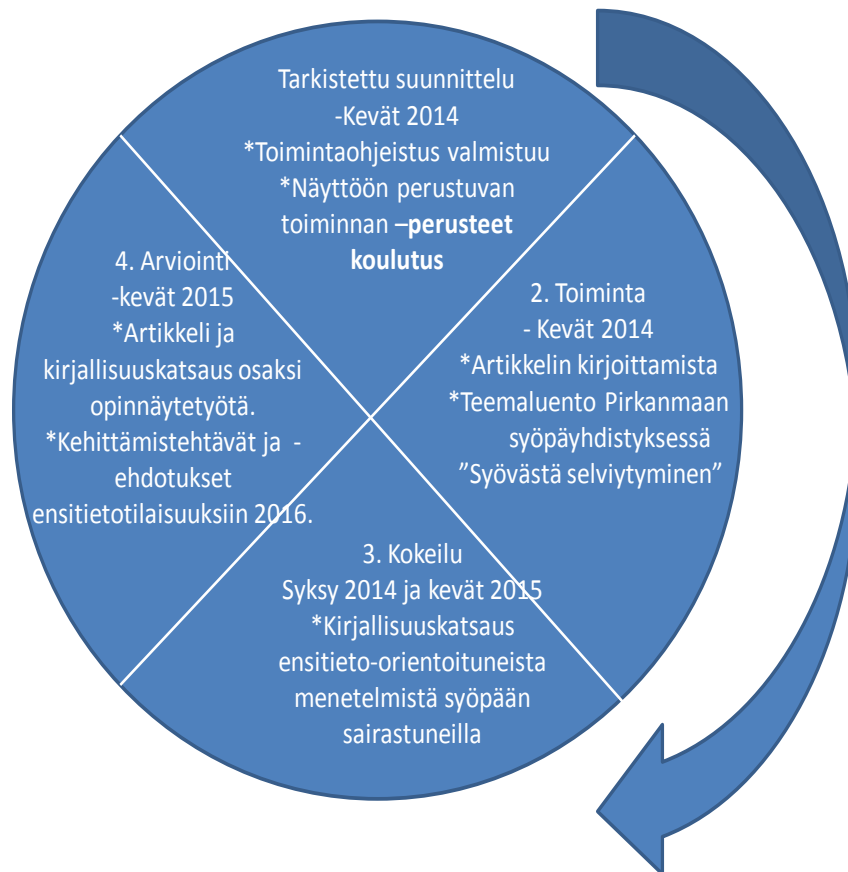 Tarkistettu suunnittelu
-Kevät 2014
*Toimintaohjeistus valmistuu
*Näyttöön perustuvan
toiminnan –perusteet
koulutus
2. Toiminta
- Kevät 2014
*Artikkelin kirjoittamista
*Teemaluento Pirkanmaan
syöpäyhdistyksessä
”Syövästä selviytyminen”
3. Kokeilu
Syksy 2014 ja kevät 2015
*Kirjallisuuskatsaus
ensitieto-orientoituneista
menetelmistä syöpään
sairastuneilla
4. Arviointi
-kevät 2015
*Artikkeli ja
kirjallisuuskatsaus osaksi
opinnäytetyötä.
*Kehittämistehtävät ja -
ehdotukset
ensitietotilaisuuksiin 2016.